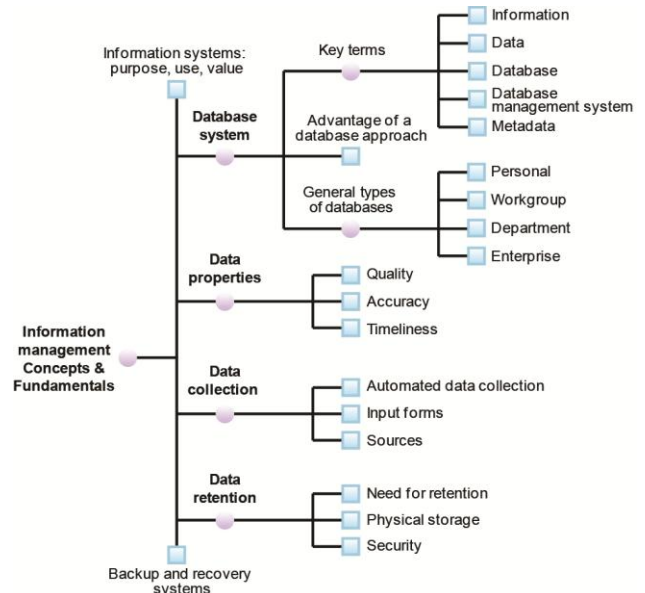 Information systems:
purpose, use, value
Database
system
Key terms
Information
Data
Database
Database
management system
Metadata
Advantage of a
database approach
General types
of databases
Personal
Workgroup
Department
Enterprise
Data
properties
Quality
Accuracy
Timeliness
Information
management
Concepts &
Fundamentals
Data
collection
Automated data collection
Input forms
Sources
Data
retention
Need for retention
Physical storage
Security
Backup and recovery
systems